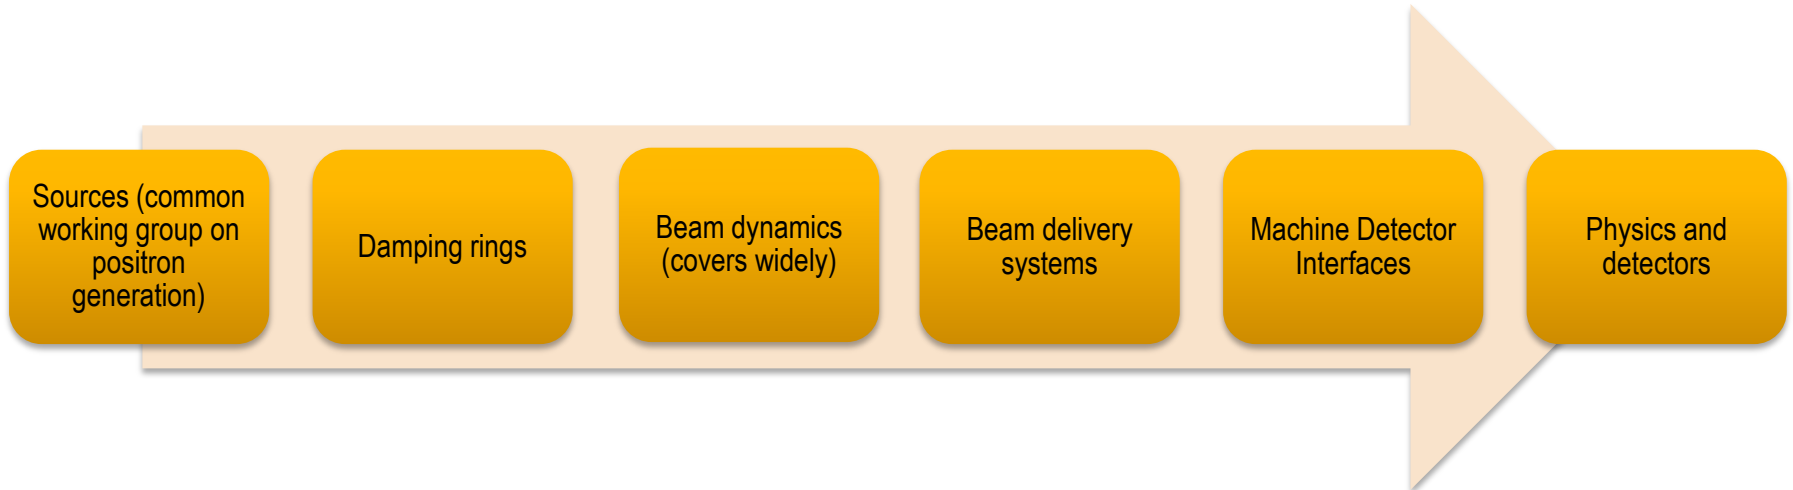 Sources (common
working group on
positron
generation)
Damping rings
Beam dynamics
(covers widely)
Beam delivery
systems
Machine Detector
Interfaces
Physics and
detectors